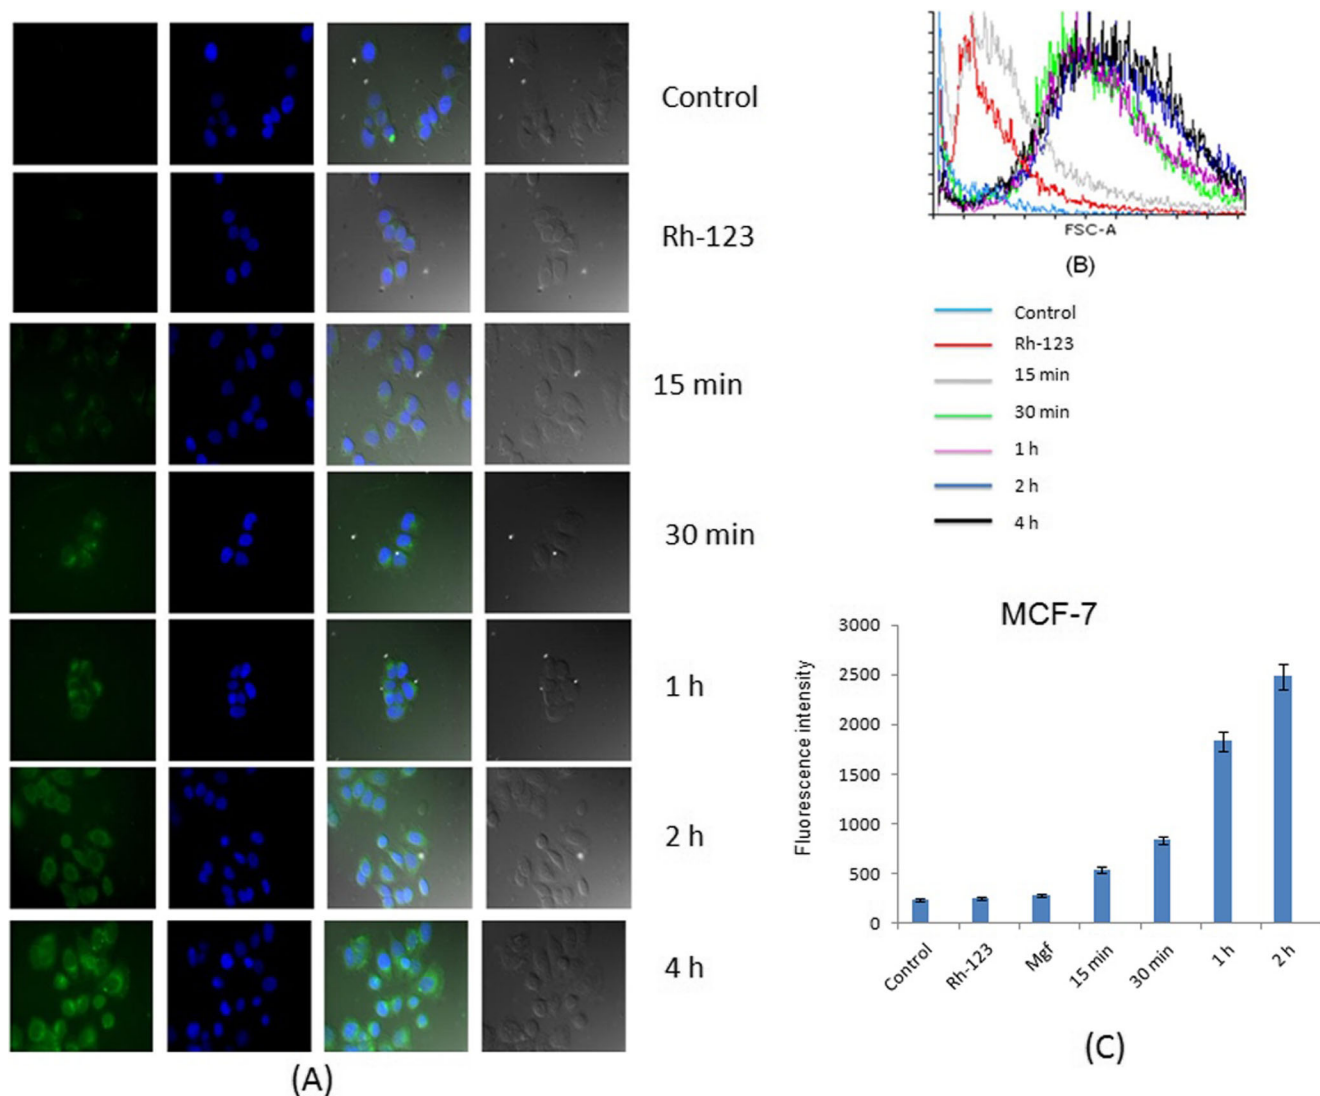 Control
Rh-123
15 min
30 min
1 h
2 h
4 h
(A)
FSC-A
(B)
Control
Rh-123
15 min
30 min
1 h
2 h
4 h
MCF-7
Fluorescence intensity
3000
2500
2000
1500
1000
500
0
Control
Rh-123
Mgf
15 min
30 min
1 h
2 h
(C)